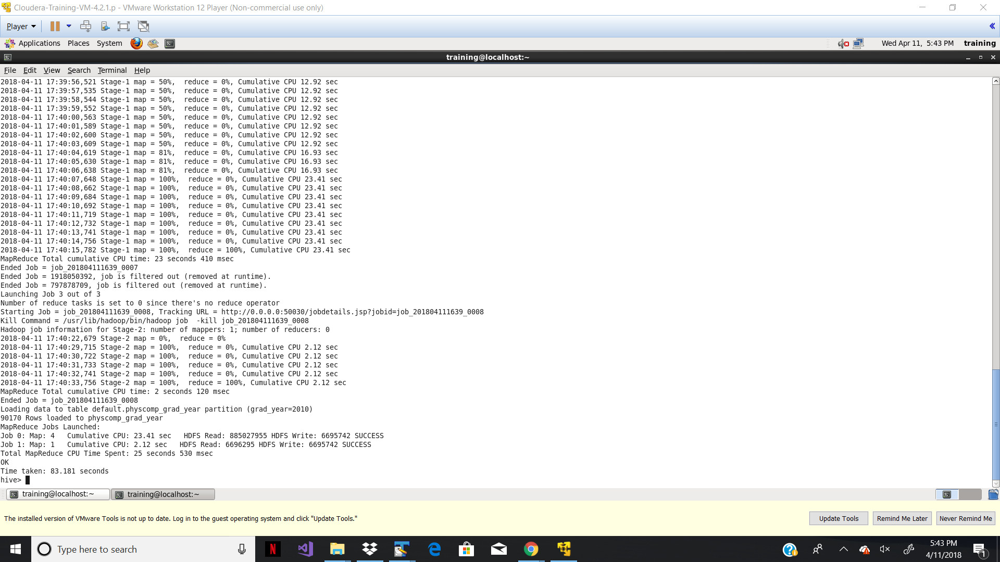 Cloudera-Training-VM-4.2.1.p - VMware Workstation 12 Player (Non-commercial use only)
Player
Applications Places System Wed Apr 11, 5:43 PM training
training@localhost:~
File Edit View Search Terminal Help
2018-04-11 17:39:56,521 Stage-1 map = 50%,  reduce = 0%, Cumulative CPU 12.92 sec
2018-04-11 17:39:57,535 Stage-1 map = 50%,  reduce = 0%, Cumulative CPU 12.92 sec
2018-04-11 17:39:58,544 Stage-1 map = 50%,  reduce = 0%, Cumulative CPU 12.92 sec
2018-04-11 17:39:59,552 Stage-1 map = 50%,  reduce = 0%, Cumulative CPU 12.92 sec
2018-04-11 17:40:00,563 Stage-1 map = 50%,  reduce = 0%, Cumulative CPU 12.92 sec
2018-04-11 17:40:01,589 Stage-1 map = 50%,  reduce = 0%, Cumulative CPU 12.92 sec
2018-04-11 17:40:02,600 Stage-1 map = 50%,  reduce = 0%, Cumulative CPU 12.92 sec
2018-04-11 17:40:03,609 Stage-1 map = 50%,  reduce = 0%, Cumulative CPU 12.92 sec
2018-04-11 17:40:04,619 Stage-1 map = 81%,  reduce = 0%, Cumulative CPU 16.93 sec
2018-04-11 17:40:05,630 Stage-1 map = 81%,  reduce = 0%, Cumulative CPU 16.93 sec
2018-04-11 17:40:06,638 Stage-1 map = 81%,  reduce = 0%, Cumulative CPU 16.93 sec
2018-04-11 17:40:07,648 Stage-1 map = 100%,  reduce = 0%, Cumulative CPU 23.41 sec
2018-04-11 17:40:08,662 Stage-1 map = 100%,  reduce = 0%, Cumulative CPU 23.41 sec
2018-04-11 17:40:09,684 Stage-1 map = 100%,  reduce = 0%, Cumulative CPU 23.41 sec
2018-04-11 17:40:10,692 Stage-1 map = 100%,  reduce = 0%, Cumulative CPU 23.41 sec
2018-04-11 17:40:11,719 Stage-1 map = 100%,  reduce = 0%, Cumulative CPU 23.41 sec
2018-04-11 17:40:12,732 Stage-1 map = 100%,  reduce = 0%, Cumulative CPU 23.41 sec
2018-04-11 17:40:13,741 Stage-1 map = 100%,  reduce = 0%, Cumulative CPU 23.41 sec
2018-04-11 17:40:14,756 Stage-1 map = 100%,  reduce = 0%, Cumulative CPU 23.41 sec
2018-04-11 17:40:15,782 Stage-1 map = 100%,  reduce = 100%, Cumulative CPU 23.41 sec
MapReduce Total cumulative CPU time: 23 seconds 410 msec
Ended Job = job_201804111639_0007
Ended Job = 1918050392, job is filtered out (removed at runtime).
Ended Job = 797878709, job is filtered out (removed at runtime).
Launching Job 3 out of 3
Number of reduce tasks is set to 0 since there's no reduce operator
Starting Job = job_201804111639_0008, Tracking URL = http://0.0.0.0:50030/jobdetails.jsp?jobid=job_201804111639_0008
Kill Command = /usr/lib/hadoop/bin/hadoop job  -kill job_201804111639_0008
Hadoop job information for Stage-2: number of mappers: 1; number of reducers: 0
2018-04-11 17:40:22,679 Stage-2 map = 0%,  reduce = 0%
2018-04-11 17:40:29,715 Stage-2 map = 100%,  reduce = 0%, Cumulative CPU 2.12 sec
2018-04-11 17:40:30,722 Stage-2 map = 100%,  reduce = 0%, Cumulative CPU 2.12 sec
2018-04-11 17:40:31,733 Stage-2 map = 100%,  reduce = 0%, Cumulative CPU 2.12 sec
2018-04-11 17:40:32,741 Stage-2 map = 100%,  reduce = 0%, Cumulative CPU 2.12 sec
2018-04-11 17:40:33,756 Stage-2 map = 100%,  reduce = 100%, Cumulative CPU 2.12 sec
MapReduce Total cumulative CPU time: 2 seconds 120 msec
Ended Job = job_201804111639_0008
Loading data to table default.physcomp_grad_year partition (grad_year=2010)
90170 Rows loaded to physcomp_grad_year
MapReduce Jobs Launched:
Job 0: Map: 4   Cumulative CPU: 23.41 sec   HDFS Read: 885027955 HDFS Write: 6695742 SUCCESS
Job 1: Map: 1   Cumulative CPU: 2.12 sec   HDFS Read: 6696295 HDFS Write: 6695742 SUCCESS
Total MapReduce CPU Time Spent: 25 seconds 530 msec
OK
Time taken: 83.181 seconds
hive>
training@localhost:~ training@localhost:~
The installed version of VMware Tools is not up to date. Log in to the guest operating system and click "Update Tools." Update Tools Remind Me Later Never Remind Me
Type here to search
N
5:43 PM
4/11/2018
1